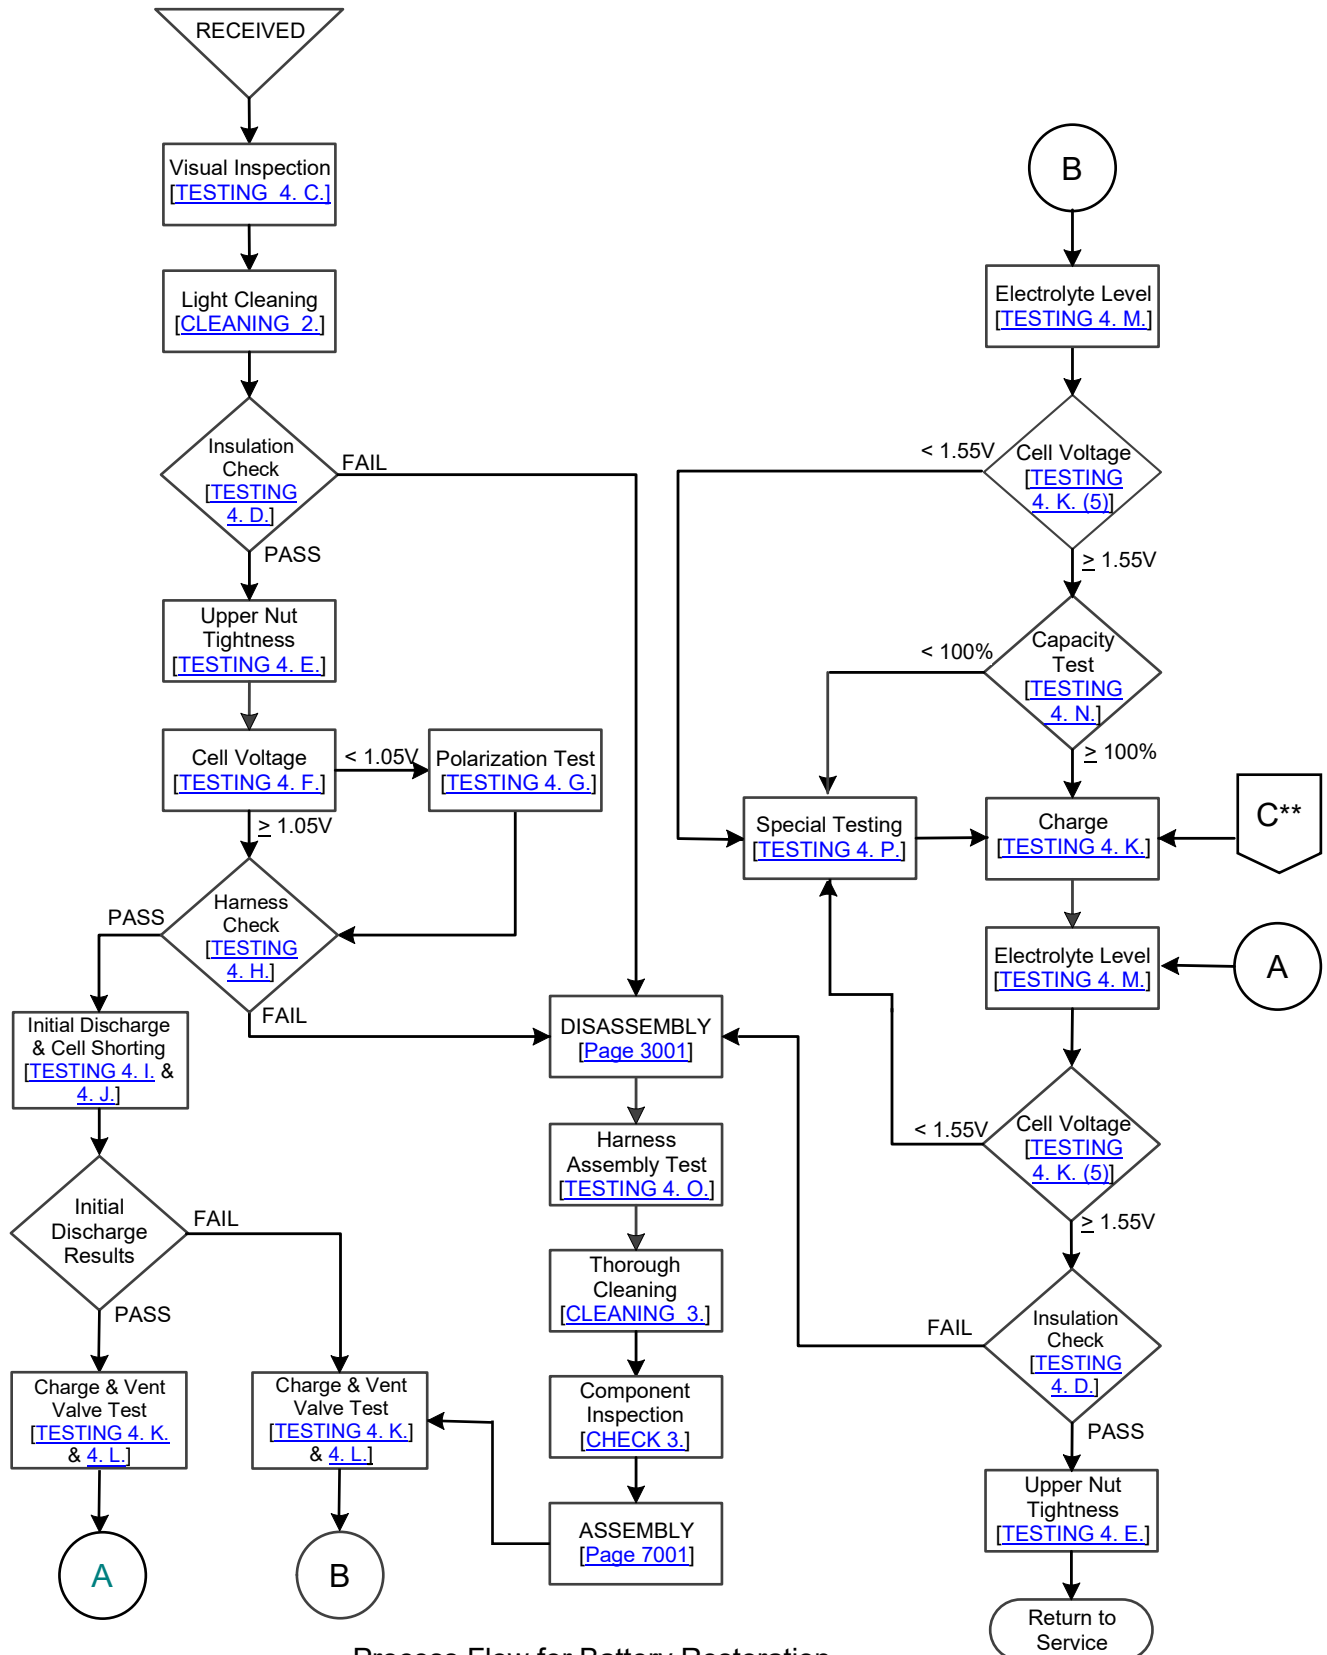 RECEIVED
Visual Inspection
[TESTING 4. C.]
Light Cleaning
[CLEANING 2.]
Insulation
Check
[TESTING
4. D.]
FAIL
PASS
Upper Nut
Tightness
[TESTING 4. E.]
Cell Voltage
[TESTING 4. F.]
< 1.05V
Polarization Test
[TESTING 4. G.]
≥ 1.05V
Harness
Check
[TESTING
4. H.]
PASS
FAIL
Initial Discharge
& Cell Shorting
[TESTING 4. I. &
4. J.]
Initial
Discharge
Results
FAIL
PASS
Charge & Vent
Valve Test
[TESTING 4. K.
& 4. L.]
A
Charge & Vent
Valve Test
[TESTING 4. K.]
& 4. L.]
B
DISASSEMBLY
[Page 3001]
Harness
Assembly Test
[TESTING 4. O.]
Thorough
Cleaning
[CLEANING 3.]
Component
Inspection
[CHECK 3.]
ASSEMBLY
[Page 7001]
B
Electrolyte Level
[TESTING 4. M.]
Cell Voltage
[TESTING
4. K. (5)]
< 1.55V
≥ 1.55V
Capacity
Test
[TESTING
4. N.]
< 100%
≥ 100%
Special Testing
[TESTING 4. P.]
Charge
[TESTING 4. K.]
C**
Electrolyte Level
[TESTING 4. M.]
A
Cell Voltage
[TESTING
4. K. (5)]
< 1.55V
≥ 1.55V
Insulation
Check
[TESTING
4. D.]
FAIL
PASS
Upper Nut
Tightness
[TESTING 4. E.]
Return to
Service
Process Flow for Battery Restoration